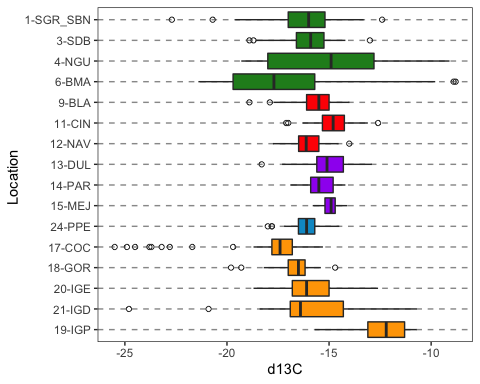 1-SGR_SBN
3-SDB
4-NGU
6-BMA
9-BLA
11-CIN
12-NAV
13-DUL
14-PAR
15-MEJ
24-PPE
17-COC
18-GOR
20-IGE
21-IGD
19-IGP
Location
-25 -20 -15 -10
d13C